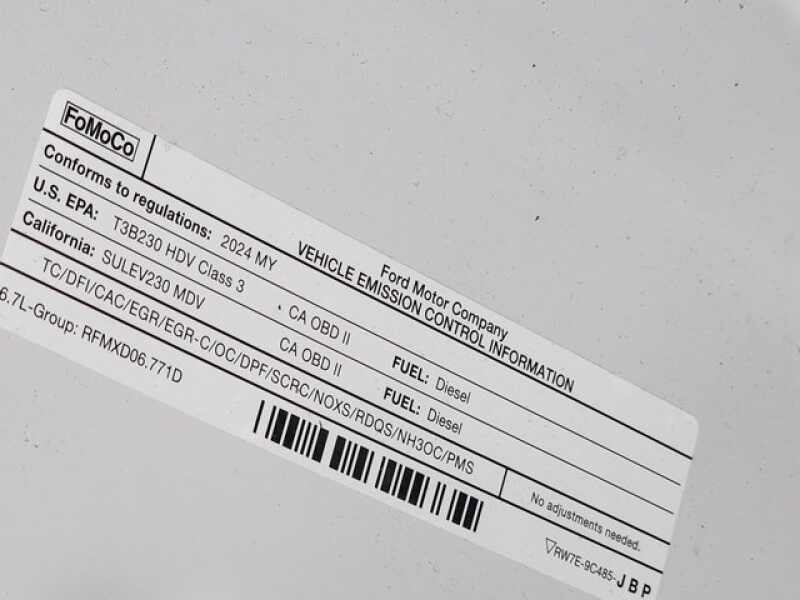 FoMoCo
Ford Motor Company
VEHICLE EMISSION CONTROL INFORMATION
Conforms to regulations: 2024 MY
U.S. EPA: T3B230 HDV Class 3 CA OBD II FUEL: Diesel
California: SULEV230 MDV CA OBD II FUEL: Diesel
TC/DFI/CAC/EGR/EGR-C/OC/DPF/SCRC/NOXS/RDQS/NH3OC/PMS
No adjustments needed.
6.7L-Group: RFMXD06.771D
RW7E-9C485-JBP